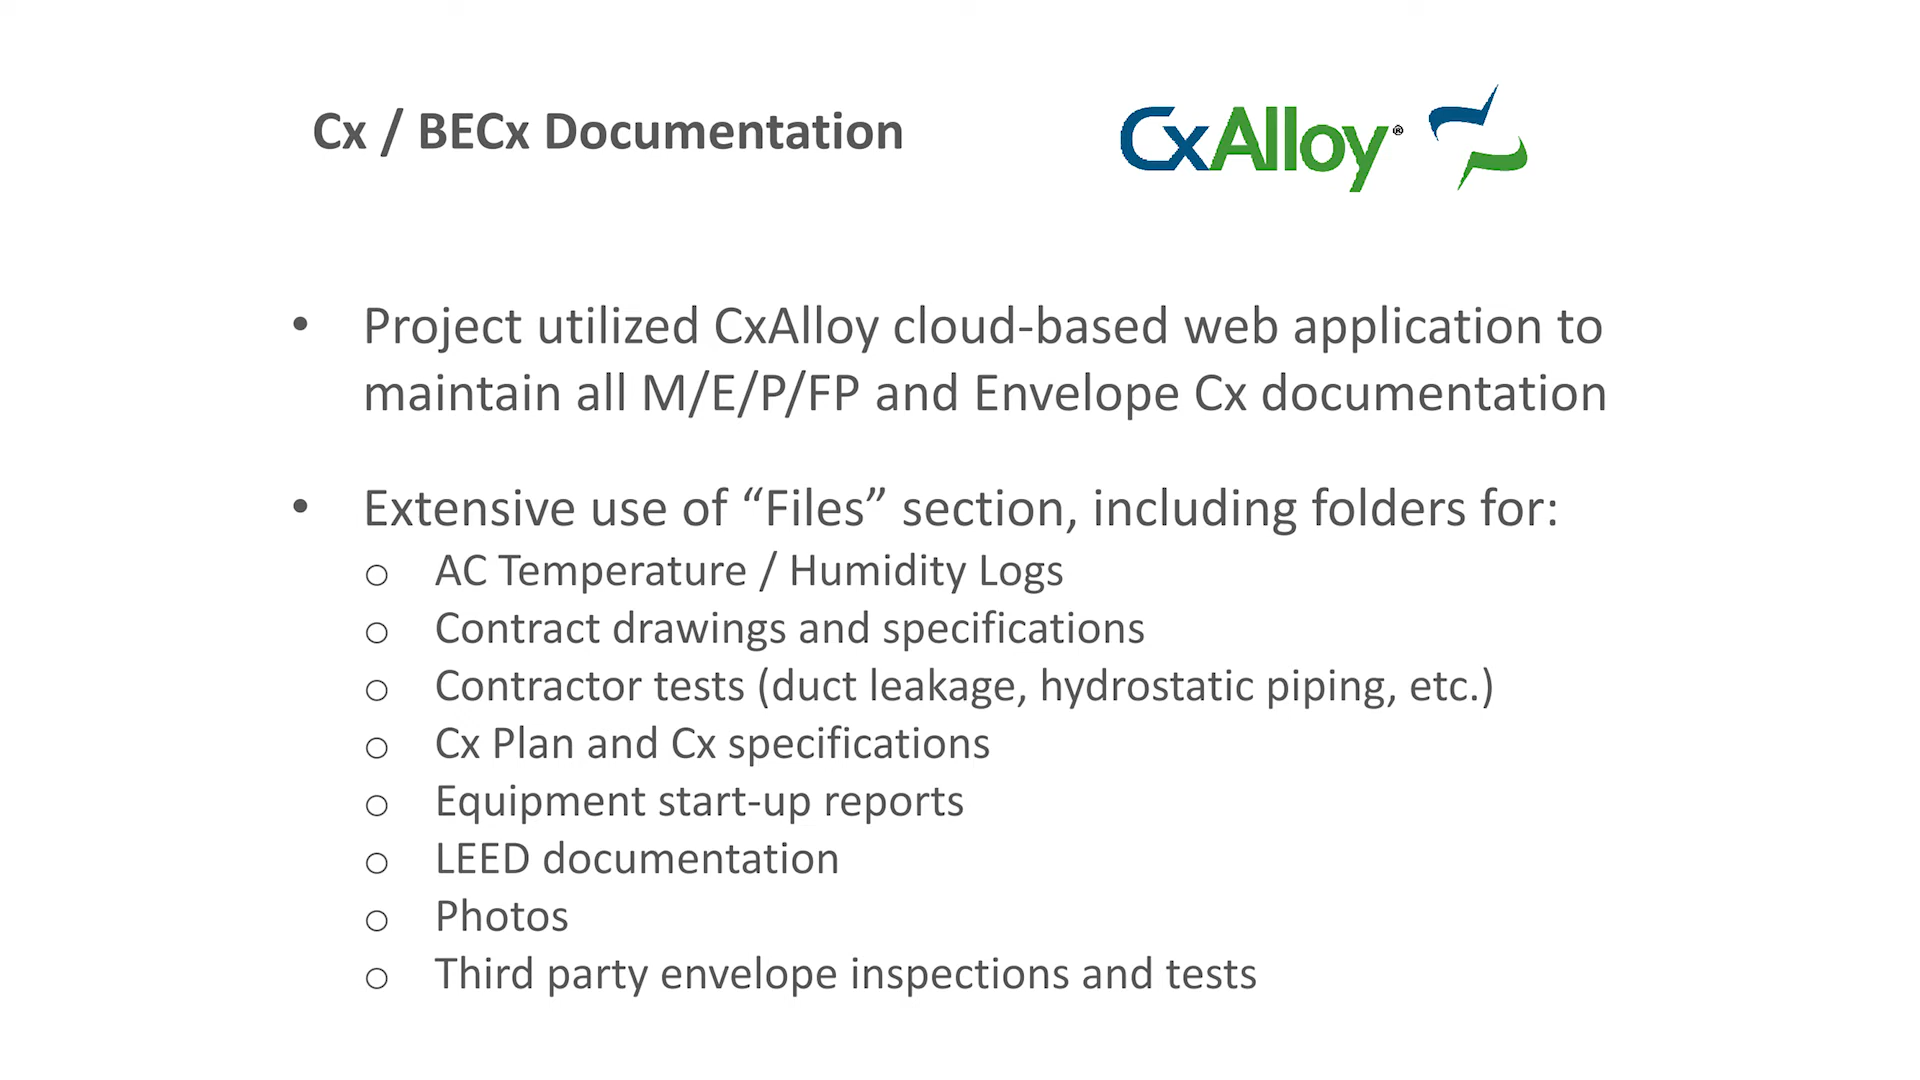 Cx / BECx Documentation
CxAlloy®
• Project utilized CxAlloy cloud-based web application to
maintain all M/E/P/FP and Envelope Cx documentation
• Extensive use of “Files” section, including folders for:
o AC Temperature / Humidity Logs
o Contract drawings and specifications
o Contractor tests (duct leakage, hydrostatic piping, etc.)
o Cx Plan and Cx specifications
o Equipment start-up reports
o LEED documentation
o Photos
o Third party envelope inspections and tests